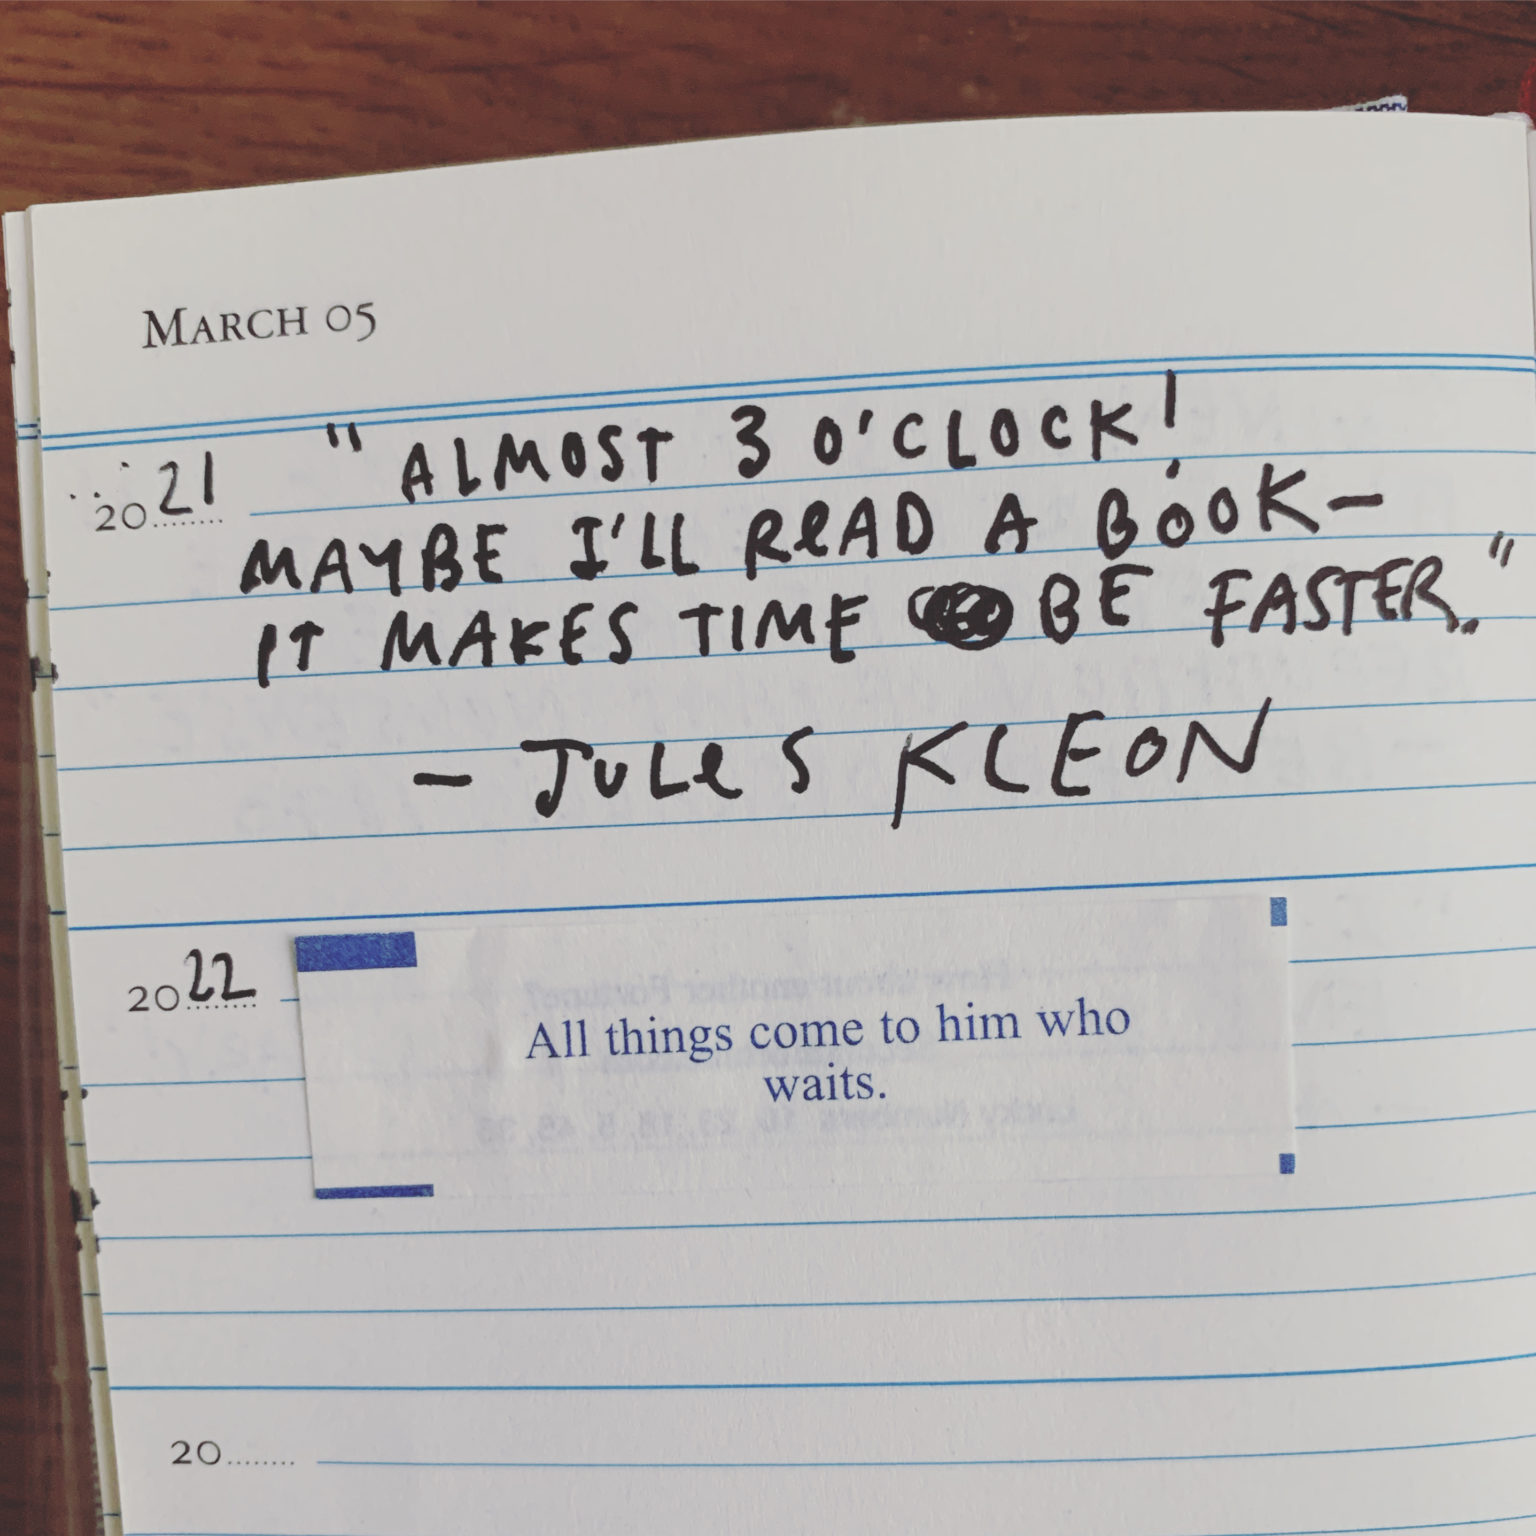 MARCH 05
2021
"ALMOST 3 O'CLOCK!
MAYBE I'LL READ A BOOK—
IT MAKES TIME BE FASTER."
— JULES KLEON
2022
All things come to him who
waits.
20........